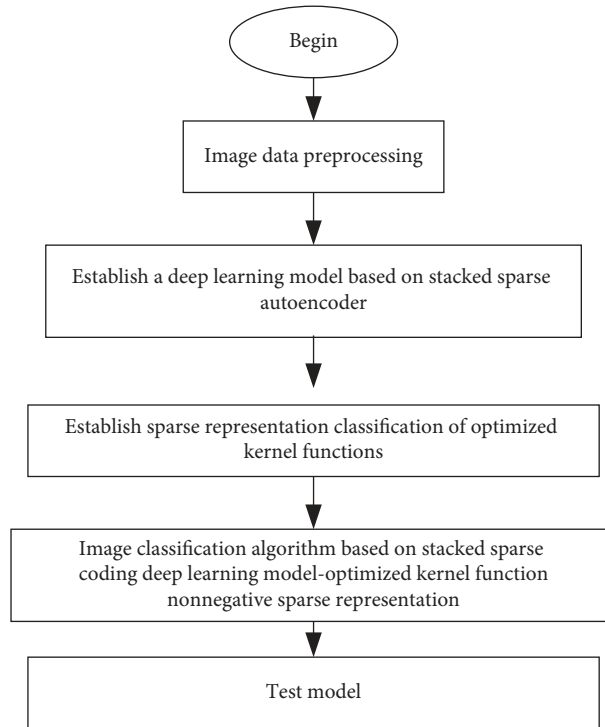 Begin
Image data preprocessing
Establish a deep learning model based on stacked sparse
autoencoder
Establish sparse representation classification of optimized
kernel functions
Image classification algorithm based on stacked sparse
coding deep learning model-optimized kernel function
nonnegative sparse representation
Test model